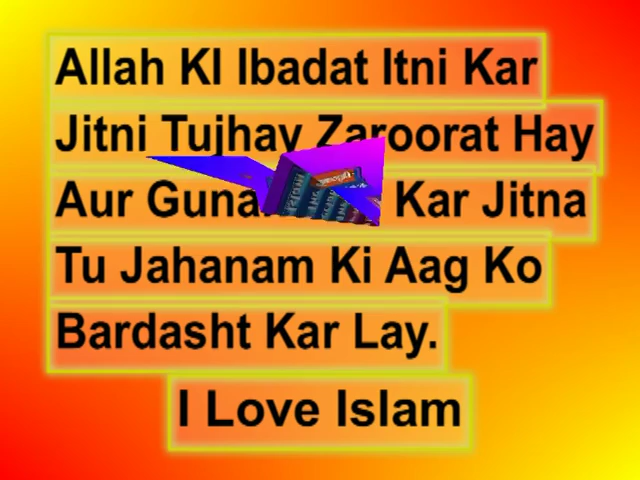 Allah KI Ibadat Itni Kar
Jitni Tujhay Zaroorat Hay
Aur Kar Jitna
Tu Jahanam Ki Aag Ko
Bardasht Kar Lay.
I Love Islam